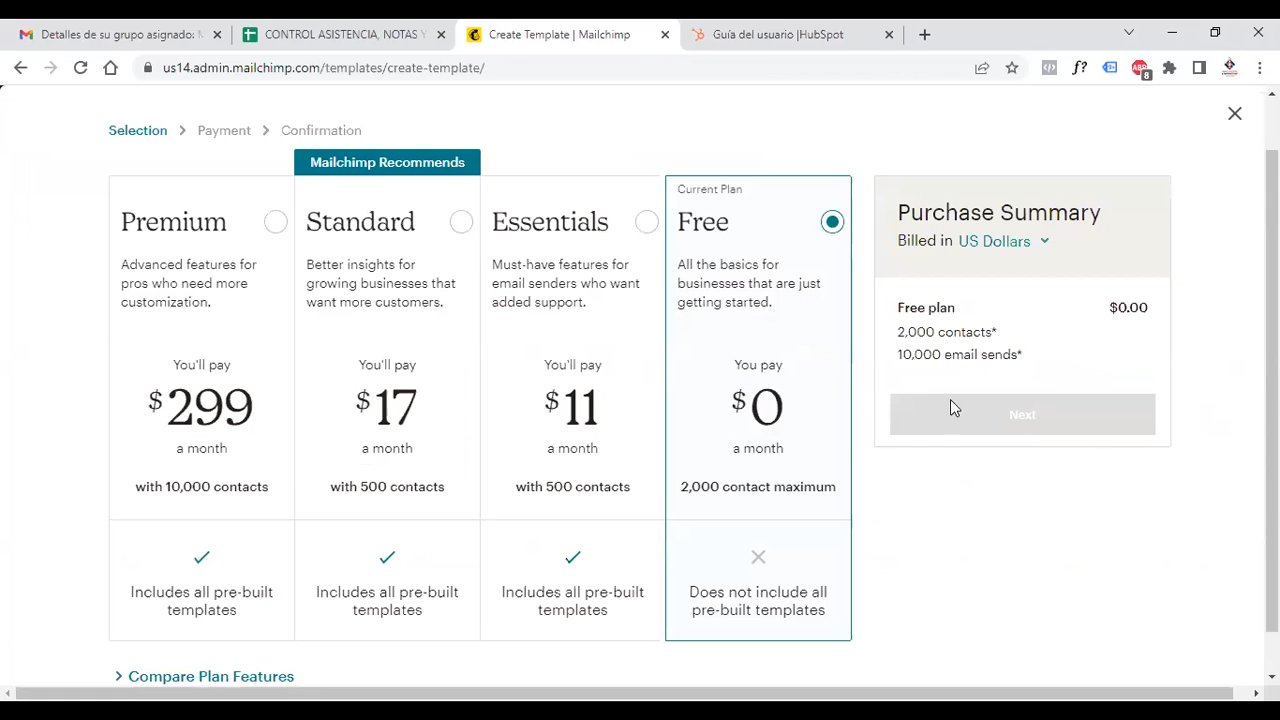 Detalles de su grupo asignado: M
CONTROL ASISTENCIA, NOTAS Y
Create Template | Mailchimp
Guía del usuario |HubSpot
us14.admin.mailchimp.com/templates/create-template/
ABP
8
f?
Selection
Payment
Confirmation
Mailchimp Recommends
Premium
Advanced features for
pros who need more
customization.
You'll pay
$299
a month
with 10,000 contacts
Includes all pre-built
templates
Standard
Better insights for
growing businesses that
want more customers.
You'll pay
$17
a month
with 500 contacts
Includes all pre-built
templates
Essentials
Must-have features for
email senders who want
added support.
You'll pay
$11
a month
with 500 contacts
Includes all pre-built
templates
Current Plan
Free
All the basics for
businesses that are just
getting started.
You pay
$0
a month
2,000 contact maximum
Does not include all
pre-built templates
Purchase Summary
Billed in US Dollars
Free plan $0.00
2,000 contacts*
10,000 email sends*
Next
Compare Plan Features